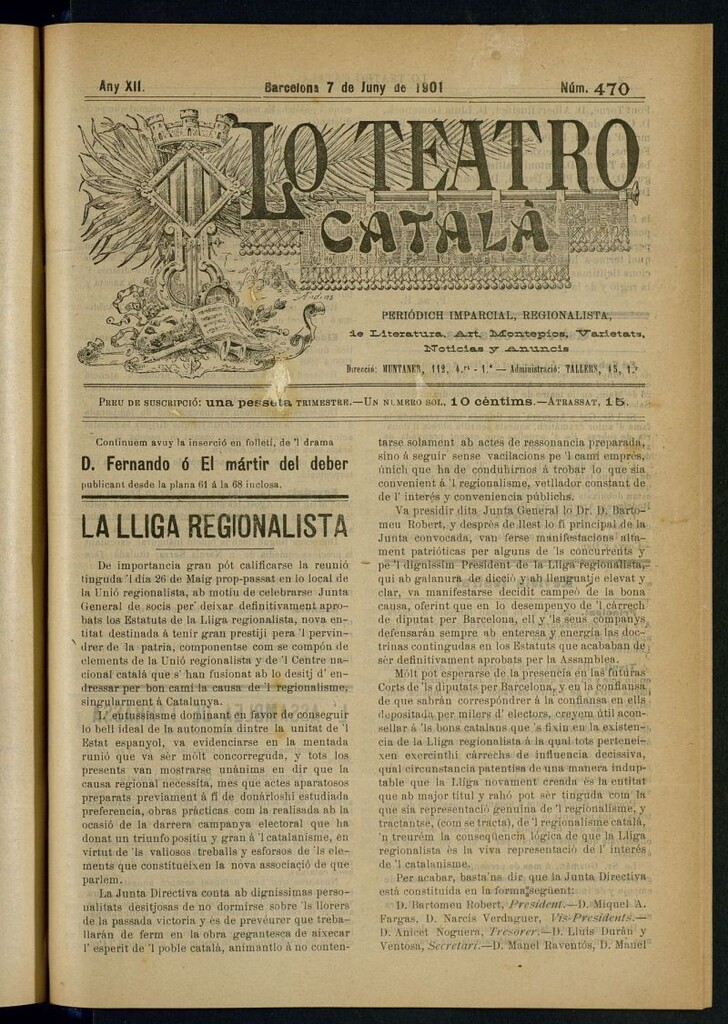 Any XII.
Barcelona 7 de Juny de 1901
Núm. 470
LO TEATRO
CATALÀ
PERIÓDICH IMPARCIAL, REGIONALISTA,
de Literatura, Art, Montepios, Varietats,
Noticias y Anuncis
Direcció: MUNTANER, 112, 4.rt - 1.ª — Administració: TALLERS, 45, 1.r
PREU DE SUSCRIPCIÓ: una pesseta TRIMESTRE.—UN NUMERO SOL, 10 céntims.—ATRASSAT, 15.
Continuem avuy la inserció en folletí, de 'l drama
D. Fernando ó El mártir del deber
publicant desde la plana 61 á la 68 inclosa.
LA LLIGA REGIONALISTA
De importancia gran pót calificarse la reunió
tinguda 'l día 26 de Maig prop-passat en lo local de
la Unió regionalista, ab motiu de celebrarse Junta
General de socis per' deixar definitivament apro-
bats los Estatuts de la Lliga regionalista, nova en-
titat destinada á tenir gran prestiji pera 'l pervin-
drer de 'la patria, componentse com se compón de
elements de la Unió regionalista y de 'l Centre na-
cional catalá que s' han fusionat ab lo desitj d' en-
dressar per bon camí la causa de 'l regionalisme,
singularment á Catalunya.
L' entussiasme dominant en favor de conseguir
lo bell ideal de la autonomía dintre la unitat de 'l
Estat espanyol, va evidenciarse en la mentada
runió que va sèr mólt concorreguda, y tots los
presents van mostrarse unánims en dir que la
causa regional necessita, mes que actes aparatosos
preparats previament á fi de donárloshi estudiada
preferencia, obras prácticas com la realisada ab la
ocasió de la darrera campanya electoral que ha
donat un triunfo positiu y gran á 'l catalanisme, en
virtut de 'ls valiosos treballs y esforsos de 'ls ele-
ments que constituéixen la nova associació de que
parlem.
La Junta Directiva conta ab digníssimas perso-
nalitats desitjosas de no dormirse sobre 'ls llorers
de la passada victoria y és de prevéurer que treba-
llarán de ferm en la obra gegantesca de aixecar
l' esperit de 'l poble catalá, animantlo á no conten-
tarse solament ab actes de ressonancia preparada,
sino á seguir sense vacilacions pe 'l camí emprés,
únich que ha de conduhirnos á trobar lo que sía
convenient á 'l regionalisme, vetllador constant de
de l' interés y conveniencia públichs.
Va presidir dita Junta General lo Dr. D. Barto-
meu Robert, y després de llest lo fi principal de la
Junta convocada, van ferse manifestacions alta-
ment patrióticas per alguns de 'ls concurrents y
pe 'l digníssim President de la Lliga regionalista,
qui ab galanura de dicció y ab llenguatje elevat y
clar, va manifestarse decidit campeó de la bona
causa, oferint que en lo desempenyo de 'l cárrech
de diputat per Barcelona, ell y 'ls seus companys,
defensarán sempre ab enteresa y energía las doc-
trinas contingudas en los Estatuts que acaban de
sèr definitivament aprobats per la Assamblea.
Mólt pot esperarse de la presencia en las futuras
Corts de 'ls diputats per Barcelona, y en la confiansa
de que sabrán correspóndrer á la confiansa en ells
depositada per milers d' electors, creyem útil acon-
sellar á 'ls bons catalans que 's fixin en la existen-
cia de la Lliga regionalista á la qual tots pertenei-
xen exercinthi cárrechs de influencia decissiva,
qual circunstancia patentisa de una manera indup-
table que la Lliga novament creada és la entitat
que ab major titul y rahó pot sèr tinguda com la
que sía representació genuina de 'l regionalisme, y
tractantse, (com se tracta), de 'l regionalisme catalá,
'n treurém la conseqüencia lógica de que la Lliga
regionalista és la viva representació de l' interés
de 'l catalanisme.
Per acabar, basta'ns dir que la Junta Directiva
está constituida en la forma següent:
D. Bartomeu Robert, President.—D. Miquel A.
Fargas, D. Narcís Verdaguer, Vis-Presidents.—
D. Anicet Noguera, Tresorer.—D. Lluis Durán y
Ventosa, Secretari.—D. Manel Raventós, D. Manel